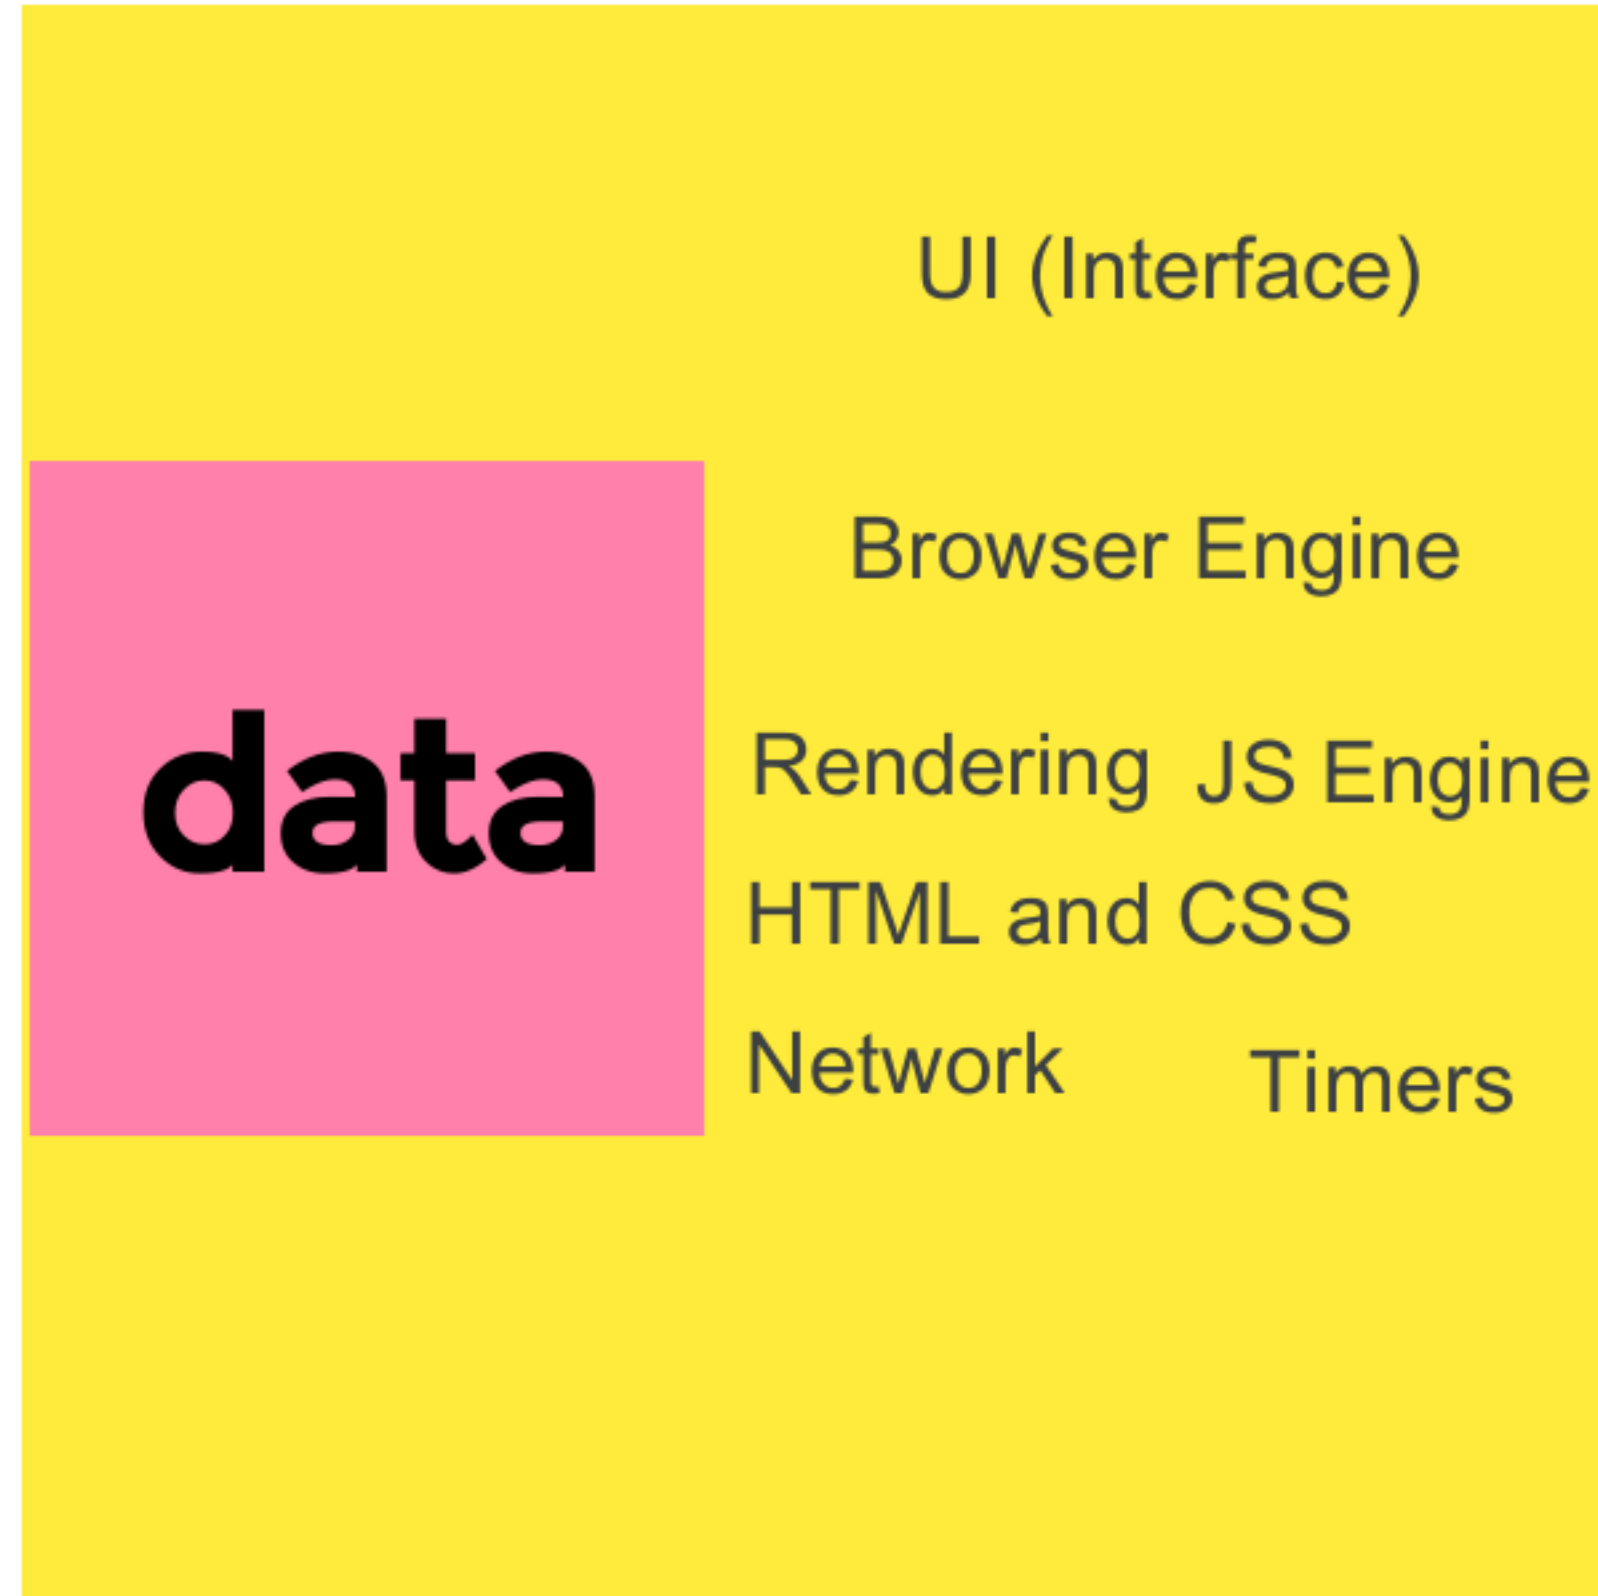 UI (Interface)
Browser Engine
data
Rendering
JS Engine
HTML and CSS
Network
Timers